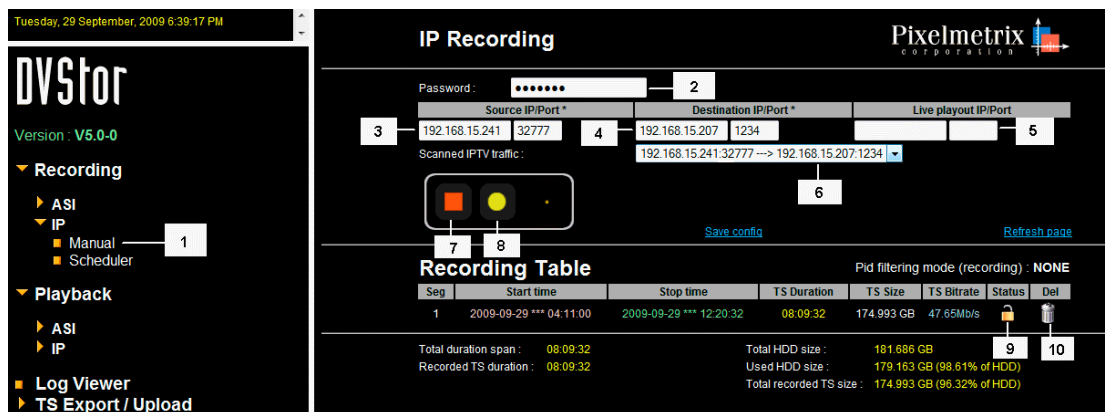 Tuesday, 29 September, 2009 6:39:17 PM
DVStor
Version : V5.0-0
Recording
ASI
IP
Manual
1
Scheduler
Playback
ASI
IP
Log Viewer
TS Export / Upload
IP Recording
Pixelmetrix
corporation
Password :
•••••••
2
Source IP/Port *
Destination IP/Port *
Live playout IP/Port
3
192.168.15.241
32777
4
192.168.15.207
1234
5
Scanned IPTV traffic :
192.168.15.241:32777 ---> 192.168.15.207:1234
6
7
8
Save config
Refresh page
Recording Table
Pid filtering mode (recording) : NONE
Seg Start time Stop time TS Duration TS Size TS Bitrate Status Del
1 2009-09-29 *** 04:11:00 2009-09-29 *** 12:20:32 08:09:32 174.993 GB 47.65Mb/s
9
10
Total duration span : 08:09:32
Total HDD size : 181.686 GB
Recorded TS duration : 08:09:32
Used HDD size : 179.163 GB (98.61% of HDD)
Total recorded TS size : 174.993 GB (96.32% of HDD)